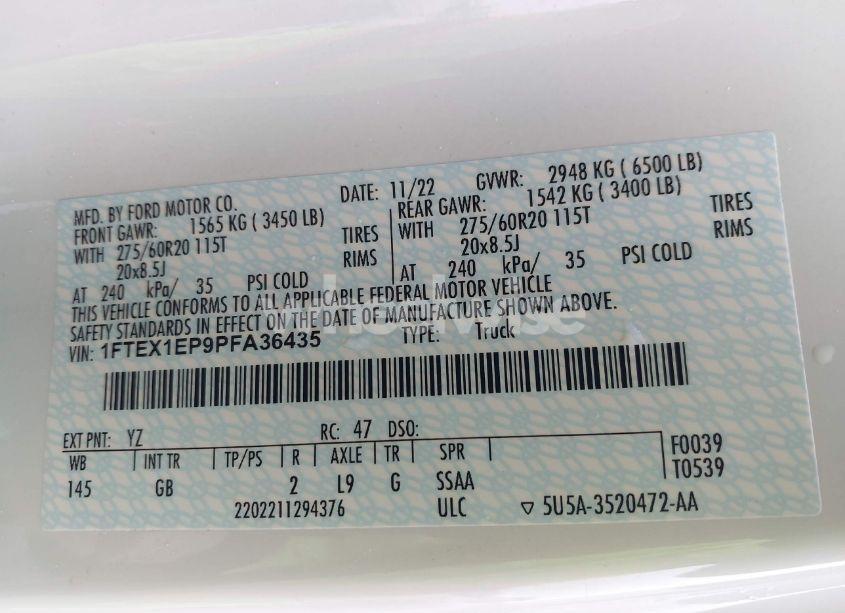 MFD. BY FORD MOTOR CO. DATE: 11/22 GVWR: 2948 KG ( 6500 LB)
FRONT GAWR: 1565 KG ( 3450 LB) REAR GAWR: 1542 KG ( 3400 LB)
WITH 275/60R20 115T TIRES WITH 275/60R20 115T TIRES
20x8.5J RIMS 20x8.5J RIMS
AT 240 kPa/ 35 PSI COLD AT 240 kPa/ 35 PSI COLD
THIS VEHICLE CONFORMS TO ALL APPLICABLE FEDERAL MOTOR VEHICLE
SAFETY STANDARDS IN EFFECT ON THE DATE OF MANUFACTURE SHOWN ABOVE.
VIN: 1FTEX1EP9PFA36435 TYPE: Truck
EXT PNT: YZ RC: 47 DSO: F0039
WB INT TR TP/PS R AXLE TR SPR T0539
145 GB 2 L9 G SSAA
2202211294376 ULC ▽ 5U5A-3520472-AA